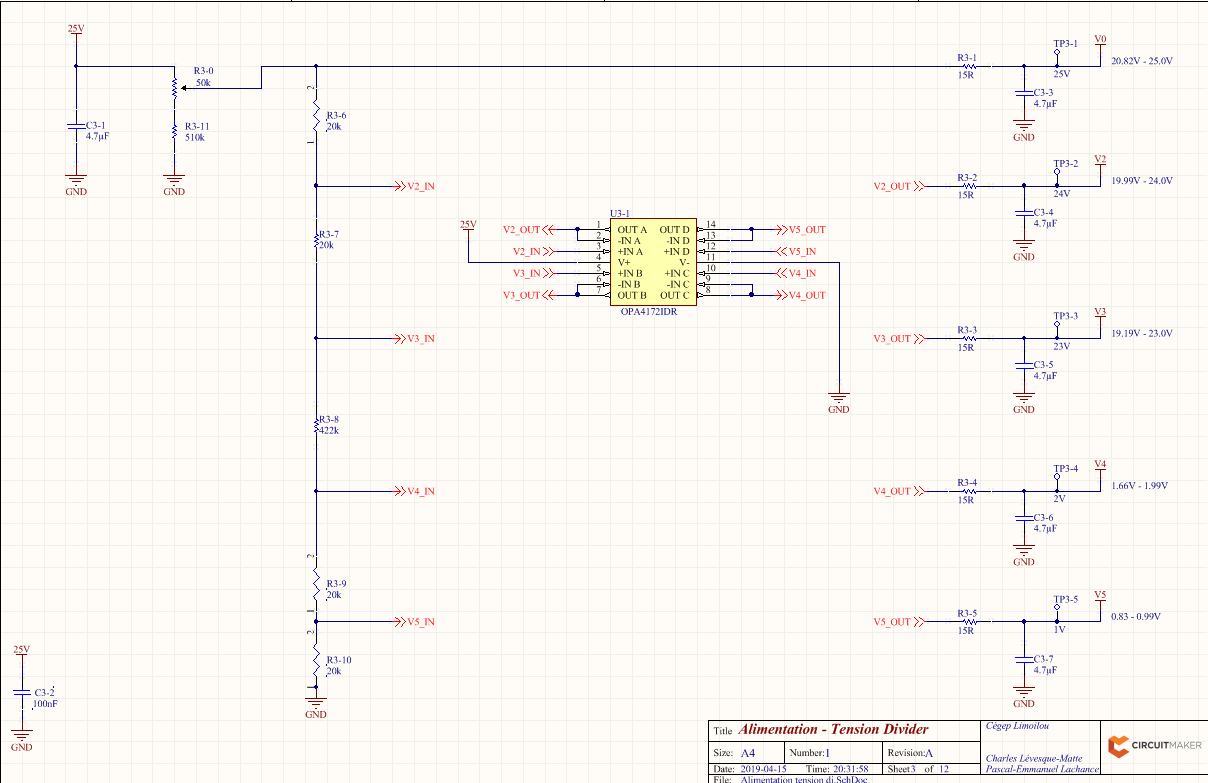 25V
R3-0
50k
C3-1
4.7µF
R3-11
510k
GND
GND
2
R3-6
20k
1
V2_IN
R3-7
20k
V3_IN
R3-8
422k
V4_IN
2
R3-9
20k
1
V5_IN
2
R3-10
20k
GND
25V
C3-2
100nF
GND
25V
U3-1
V2_OUT 1 OUT A OUT D 14 V5_OUT
2 -IN A -IN D 13
V2_IN 3 +IN A +IN D 12 V5_IN
4 V+ V- 11
V3_IN 5 +IN B +IN C 10 V4_IN
6 -IN B -IN C 9
V3_OUT 7 OUT B OUT C 8 V4_OUT
OPA4172IDR
GND
R3-1
15R
TP3-1
25V
V0
20.82V - 25.0V
C3-3
4.7µF
GND
V2_OUT
R3-2
15R
TP3-2
24V
V2
19.99V - 24.0V
C3-4
4.7µF
GND
V3_OUT
R3-3
15R
TP3-3
23V
V3
19.19V - 23.0V
C3-5
4.7µF
GND
V4_OUT
R3-4
15R
TP3-4
2V
V4
1.66V - 1.99V
C3-6
4.7µF
GND
V5_OUT
R3-5
15R
TP3-5
1V
V5
0.83 - 0.99V
C3-7
4.7µF
GND
Title Alimentation - Tension Divider
Size: A4 Number:1 Revision:A
Date: 2019-04-15 Time: 20:31:58 Sheet3 of 12
File: Alimentation tension di.SchDoc
Cégep Limoilou
Charles Lévesque-Matte
Pascal-Emmanuel Lachance
CIRCUITMAKER